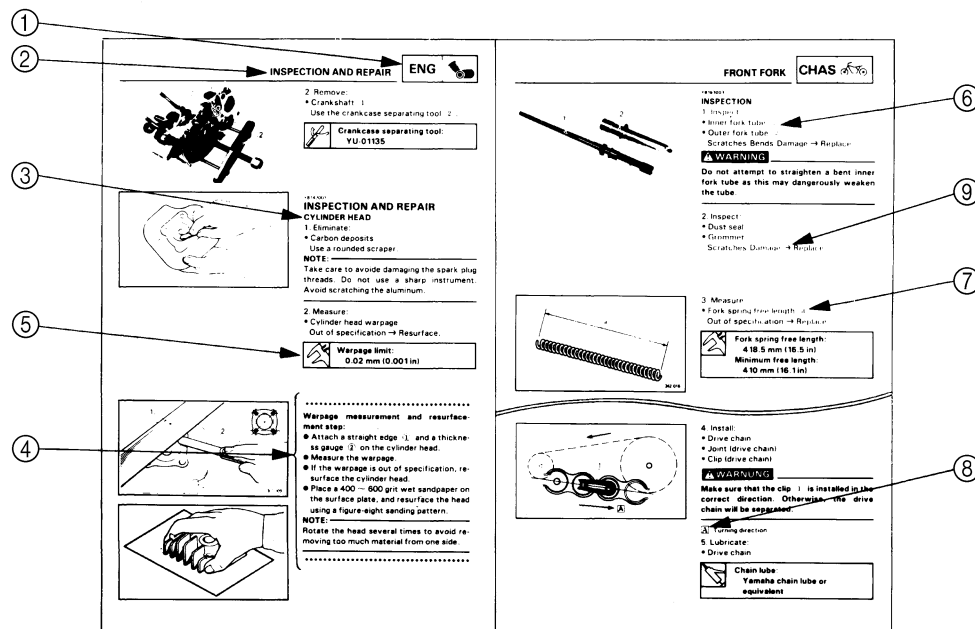 1
2
3
5
4
INSPECTION AND REPAIR
ENG
2. Remove:
• Crankshaft 1
Use the crankcase separating tool 2 .
Crankcase separating tool:
YU-01135
2
INSPECTION AND REPAIR
CYLINDER HEAD
1. Eliminate:
• Carbon deposits
Use a rounded scraper.
NOTE:
Take care to avoide damaging the spark plug
threads. Do not use a sharp instrument.
Avoid scratching the aluminum.
2. Measure:
• Cylinder head warpage
Out of specification → Resurface.
Warpage limit:
0.02 mm (0.001 in)
1
2
Warpage measurement and resurface-
ment step:
● Attach a straight edge 1 and a thickne-
ss gauge 2 on the cylinder head.
● Measure the warpage.
● If the warpage is out of specification, re-
surface the cylinder head.
● Place a 400 ~ 600 grit wet sandpaper on
the surface plate, and resurface the head
using a figure-eight sanding pattern.
NOTE:
Rotate the head several times to avoid re-
moving too much material from one side.
FRONT FORK
CHAS
1
2
INSPECTION
1. Inspect
• Inner fork tube
• Outer fork tube
Scratches Bends Damage → Replace
WARNING
Do not attempt to straighten a bent inner
fork tube as this may dangerously weaken
the tube.
2. Inspect:
• Dust seal
• Grommet
Scratches Damage → Replace
3. Measure
• Fork spring free length a
Out of specification → Replace
Fork spring free length:
418.5 mm (16.5 in)
Minimum free length:
410 mm (16.1 in)
a
4. Install:
• Drive chain
• Joint (drive chain)
• Clip (drive chain)
WARNUNG
Make sure that the clip 1 is installed in the
correct direction. Otherwise, the drive
chain will be separated.
A Turning direction
5. Lubricate:
• Drive chain
Chain lube:
Yamaha chain lube or
equivalent
1
A
6
9
7
8